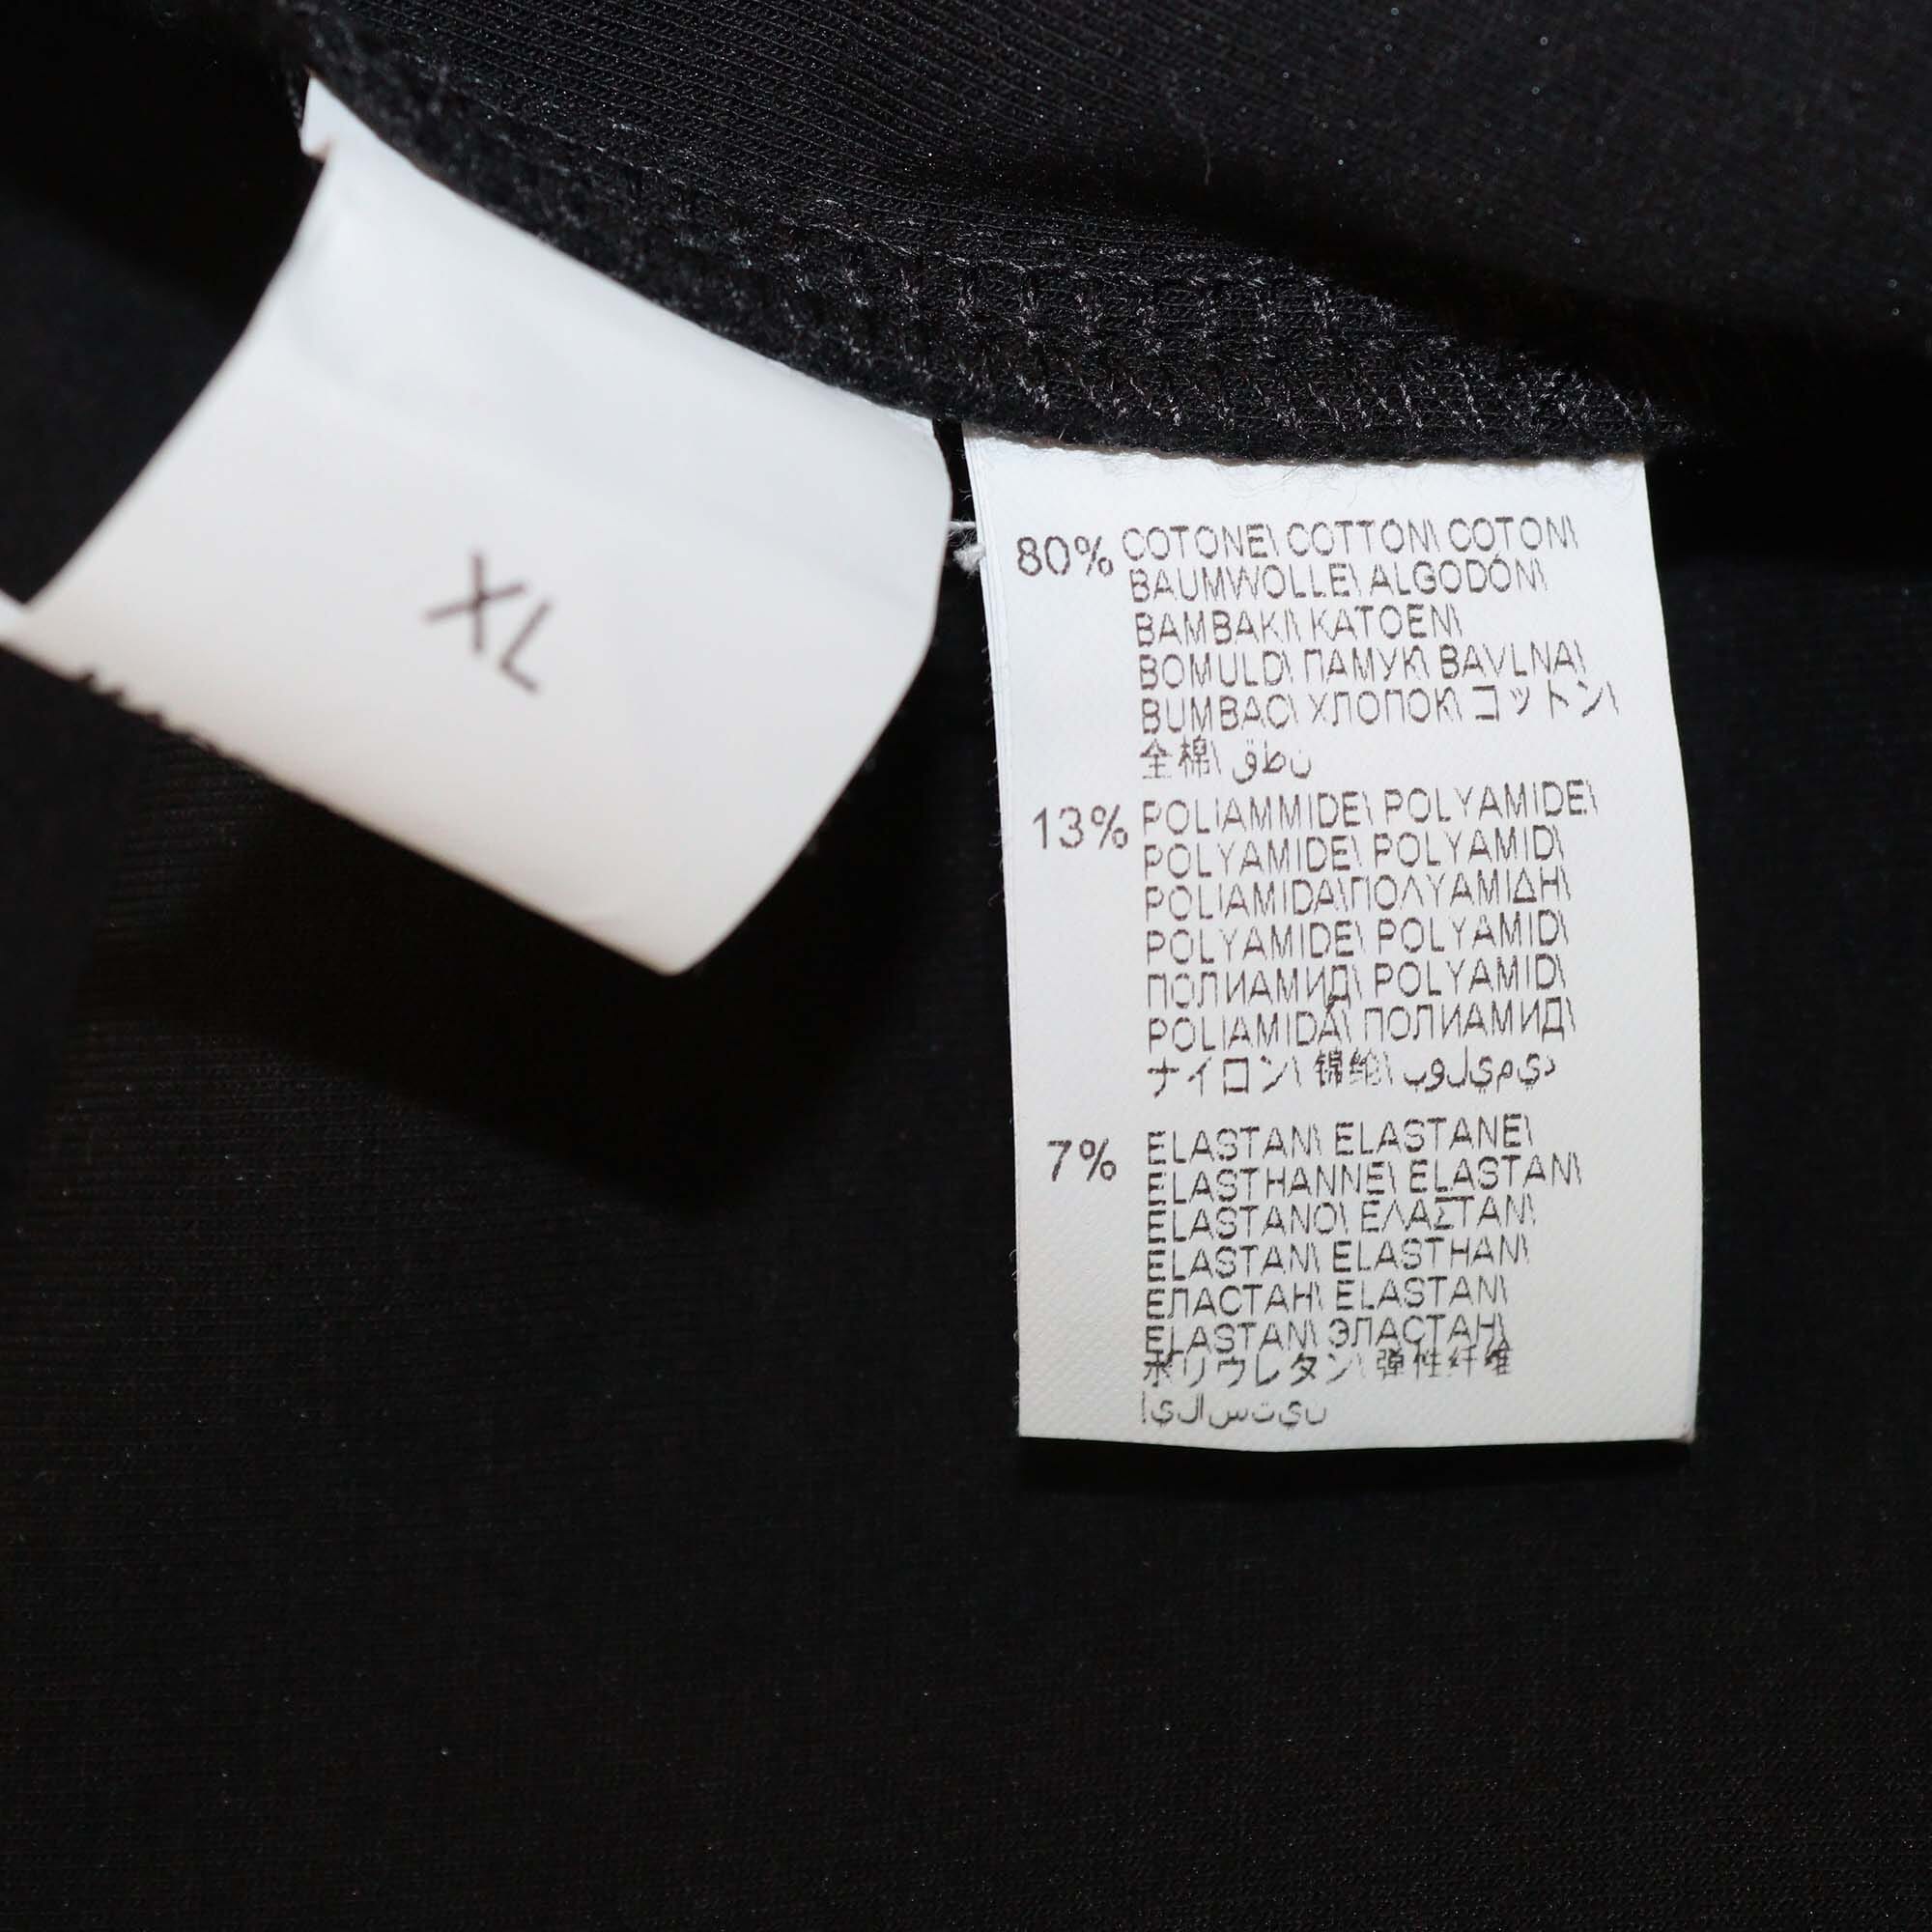 XL
80% COTONE\ COTTON\ COTON\
BAUMWOLLE\ ALGODÓN\
BAMBAKI\ KATOEN\
BOMULD\ ПАМУК\ BAVLNA\
BUMBAC\ ХЛОПОК\ コットン\
全棉\ قطن
13% POLIAMMIDE\ POLYAMIDE\
POLYAMIDE\ POLYAMID\
POLIAMIDA\ΠΟΛΥΑΜΙΔΗ\
POLYAMIDE\ POLYAMID\
ПОЛИАМИД\ POLYAMID\
POLIAMIDĂ\ ПОЛИАМИД\
ナイロン\ 锦纶\ بوليميد
7% ELASTAN\ ELASTANE\
ELASTHANNE\ ELASTAN\
ELASTANO\ ΕΛΑΣΤΑΝ\
ELASTAN\ ELASTHAN\
ЕЛАСТАН\ ELASTAN\
ELASTAN\ ЭЛАСТАН\
ポリウレタン\ 弹性纤维
إيلاستين